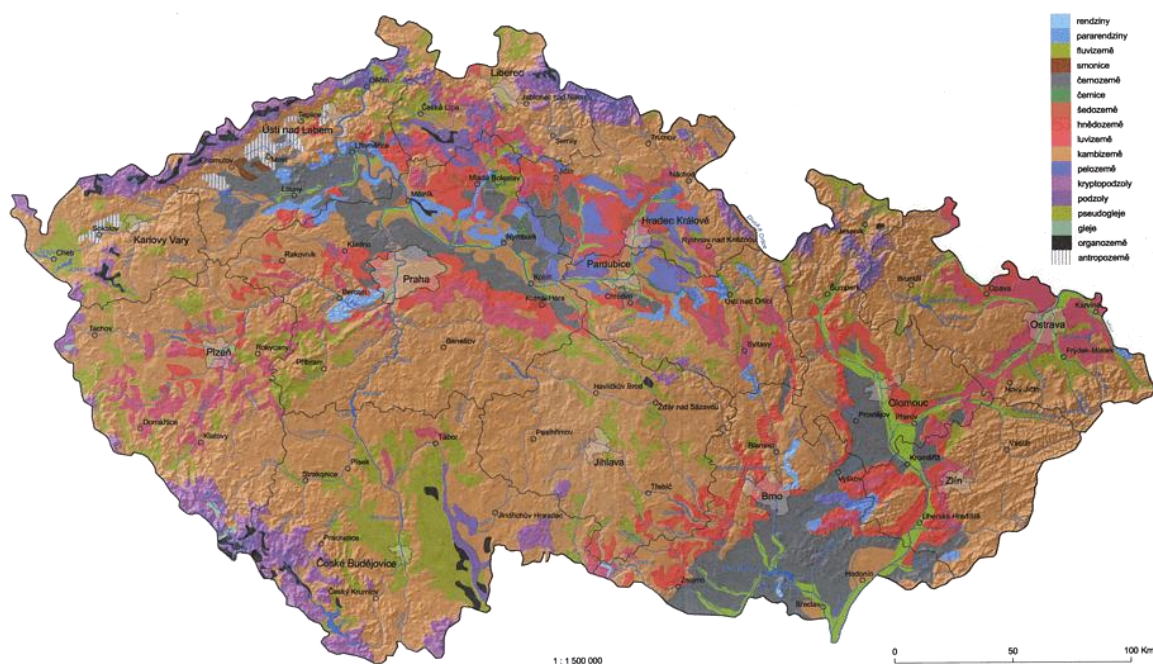 rendziny
pararendziny
fluvizemě
smonice
černozemě
černice
šedozemě
hnědozemě
luvizemě
kambizemě
pelozemě
kryptopodzoly
podzoly
pseudogleje
gleje
organozemě
antropozemě
Liberec
Děčín
Jablonec nad Nisou
Teplice
Česká Lípa
Ústí nad Labem
Semily
Trutnov
Most
Litoměřice
Chomutov
Jičín
Mladá Boleslav
Náchod
Louny
Mělník
Jeseník
Sokolov
Karlovy Vary
Hradec Králové
Nymburk
Rychnov nad Kněžnou
Cheb
Kladno
Rakovník
Praha
Pardubice
Kolín
Bruntál
Opava
Beroun
Chrudim
Ústí nad Orlicí
Šumperk
Kutná Hora
Karviná
Ostrava
Tachov
Plzeň
Rokycany
Benešov
Svitavy
Frýdek-Místek
Příbram
Nový Jičín
Havlíčkův Brod
Olomouc
Žďár nad Sázavou
Prostějov
Přerov
Domažlice
Klatovy
Tábor
Pelhřimov
Blansko
Vsetín
Jihlava
Kroměříž
Písek
Strakonice
Vyškov
Zlín
Třebíč
Brno
Jindřichův Hradec
Uherské Hradiště
Prachatice
České Budějovice
Znojmo
Hodonín
Český Krumlov
Břeclav
1 : 1 500 000
0 50 100 Km